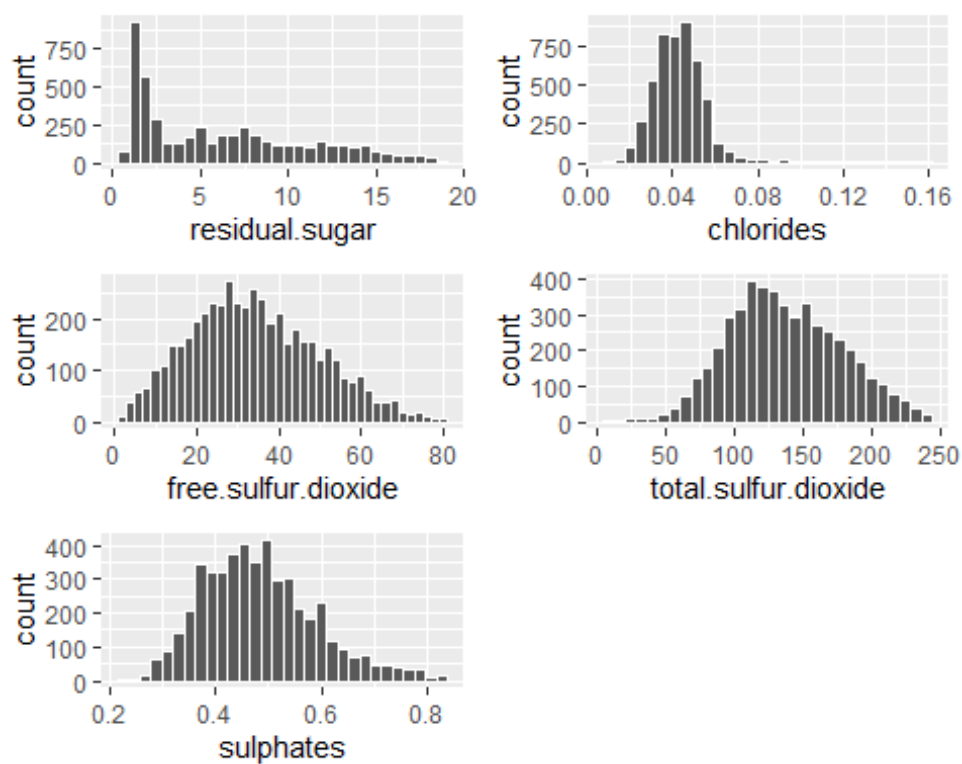 count
750
500
250
0
0 5 10 15 20
residual.sugar
count
750
500
250
0
0.00 0.04 0.08 0.12 0.16
chlorides
count
200
100
0
0 20 40 60 80
free.sulfur.dioxide
count
400
300
200
100
0
0 50 100 150 200 250
total.sulfur.dioxide
count
400
300
200
100
0
0.2 0.4 0.6 0.8
sulphates